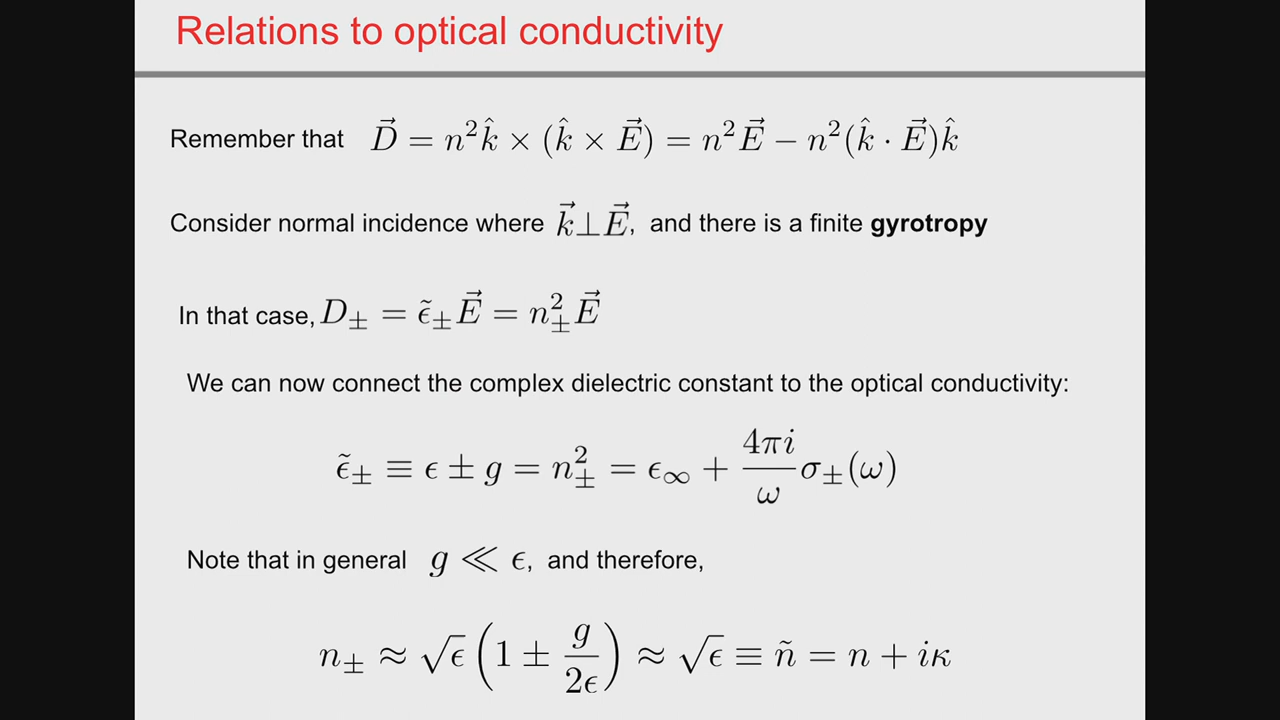 Relations to optical conductivity
Remember that $\vec{D} = n^2 \hat{k} \times (\hat{k} \times \vec{E}) = n^2 \vec{E} - n^2 (\hat{k} \cdot \vec{E}) \hat{k}$
Consider normal incidence where $\vec{k} \perp \vec{E}$, and there is a finite gyrotropy
In that case, $D_{\pm} = \tilde{\epsilon}_{\pm} \vec{E} = n_{\pm}^2 \vec{E}$
We can now connect the complex dielectric constant to the optical conductivity:
$\tilde{\epsilon}_{\pm} \equiv \epsilon \pm g = n_{\pm}^2 = \epsilon_{\infty} + \frac{4\pi i}{\omega} \sigma_{\pm}(\omega)$
Note that in general $g \ll \epsilon$, and therefore,
$n_{\pm} \approx \sqrt{\epsilon} \left( 1 \pm \frac{g}{2\epsilon} \right) \approx \sqrt{\epsilon} \equiv \tilde{n} = n + i\kappa$